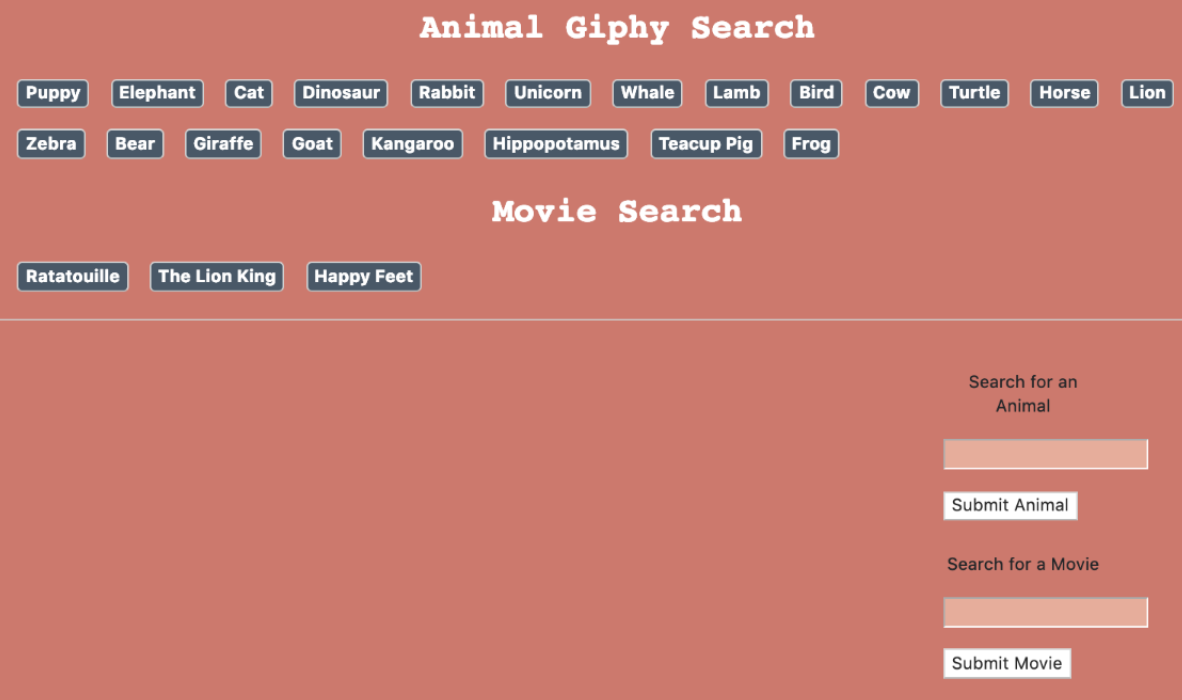 Animal Giphy Search
Puppy Elephant Cat Dinosaur Rabbit Unicorn Whale Lamb Bird Cow Turtle Horse Lion
Zebra Bear Giraffe Goat Kangaroo Hippopotamus Teacup Pig Frog
Movie Search
Ratatouille The Lion King Happy Feet
Search for an
Animal
Submit Animal
Search for a Movie
Submit Movie